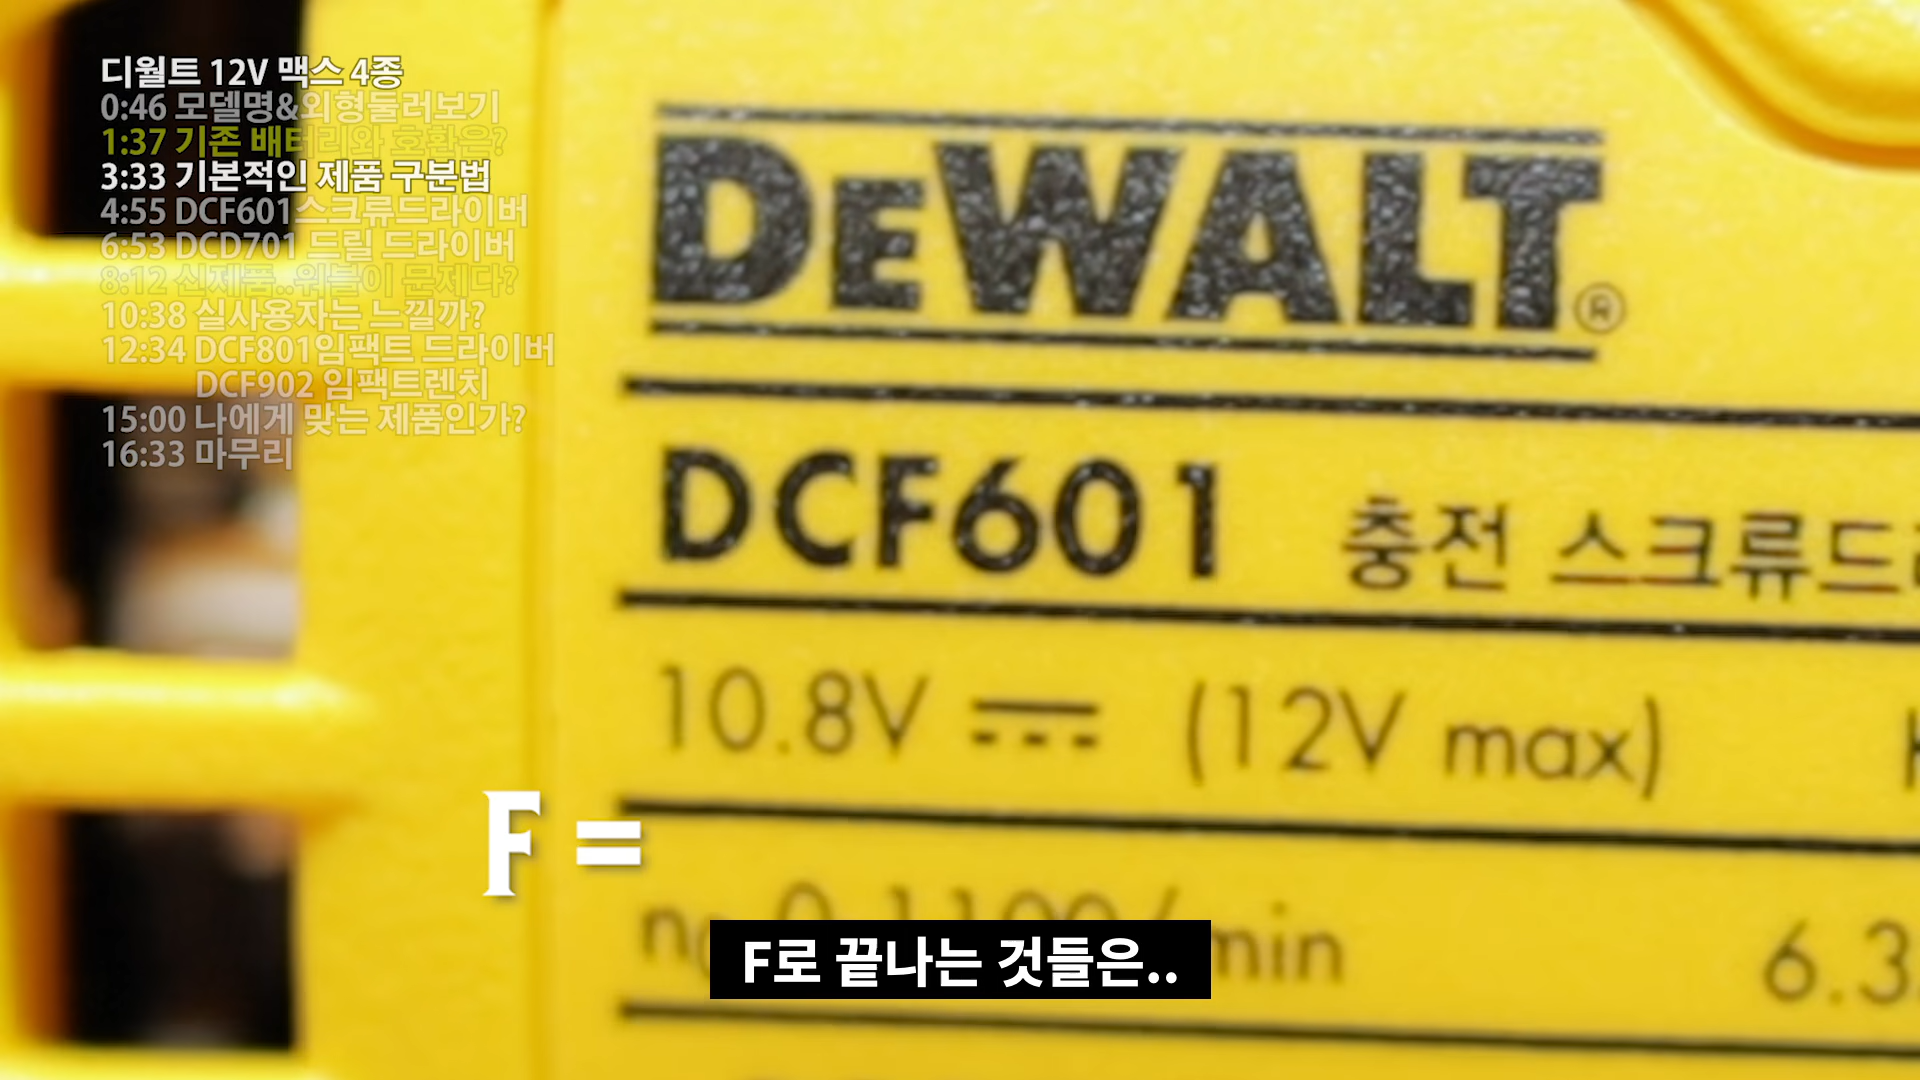 디월트 12V 맥스 4종
0:46 모델명&외형둘러보기
1:37 기존 배터리와 호환은?
3:33 기본적인 제품 구분법
4:55 DCF601스크류드라이버
6:53 DCD701 드릴 드라이버
8:12 신제품..워블이 문제다?
10:38 실사용자는 느낄까?
12:34 DCF801임팩트 드라이버
DCF902 임팩트렌치
15:00 나에게 맞는 제품인가?
16:33 마무리
DEWALT®
DCF601 충전
10.8V (12V max)
F =
min
F로 끝나는 것들은..